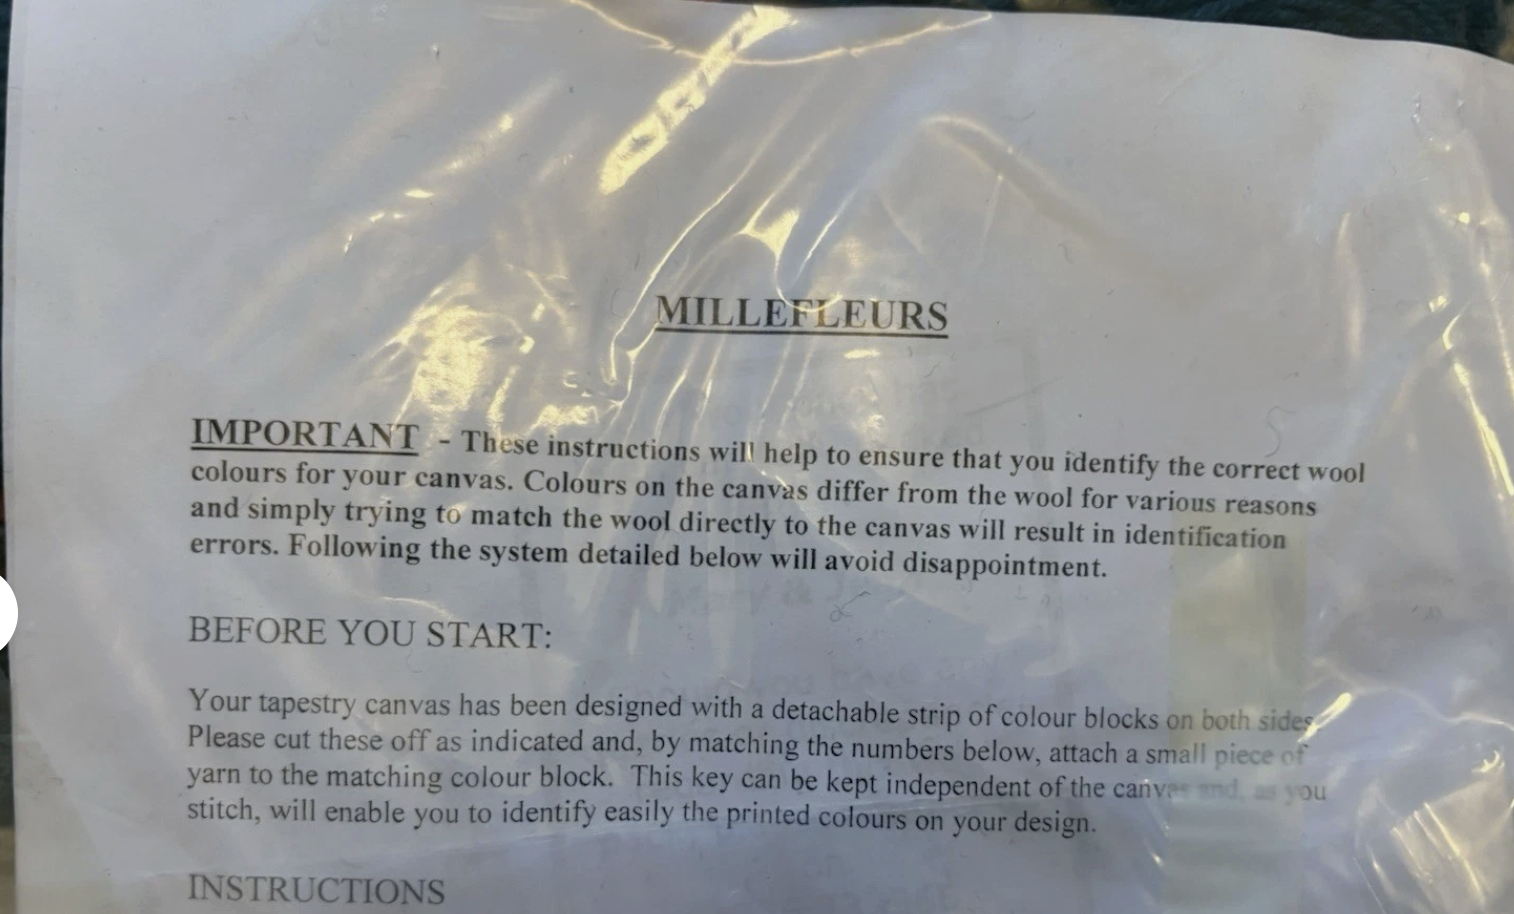 MILLEFLEURS
IMPORTANT - These instructions will help to ensure that you identify the correct wool
colours for your canvas. Colours on the canvas differ from the wool for various reasons
and simply trying to match the wool directly to the canvas will result in identification
errors. Following the system detailed below will avoid disappointment.
BEFORE YOU START:
Your tapestry canvas has been designed with a detachable strip of colour blocks on both sides.
Please cut these off as indicated and, by matching the numbers below, attach a small piece of
yarn to the matching colour block. This key can be kept independent of the canvas and, as you
stitch, will enable you to identify easily the printed colours on your design.
INSTRUCTIONS